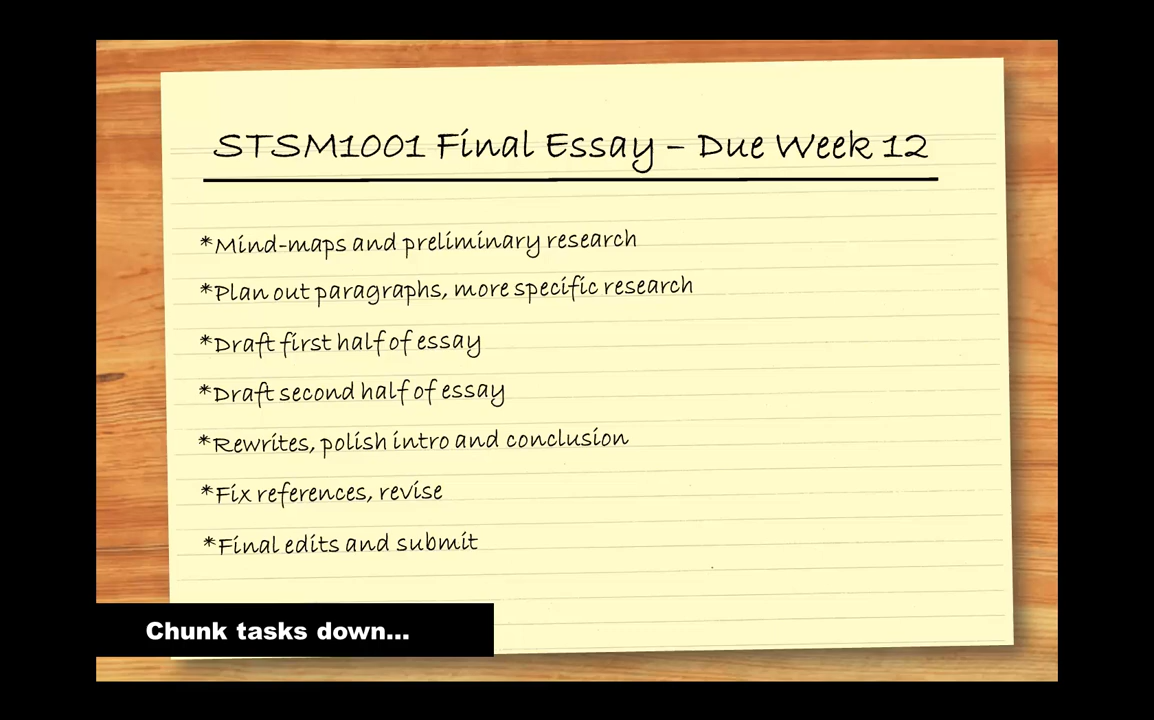 STSM1001 Final Essay – Due Week 12
*Mind-maps and preliminary research
*Plan out paragraphs, more specific research
*Draft first half of essay
*Draft second half of essay
*Rewrites, polish intro and conclusion
*Fix references, revise
*Final edits and submit
Chunk tasks down...